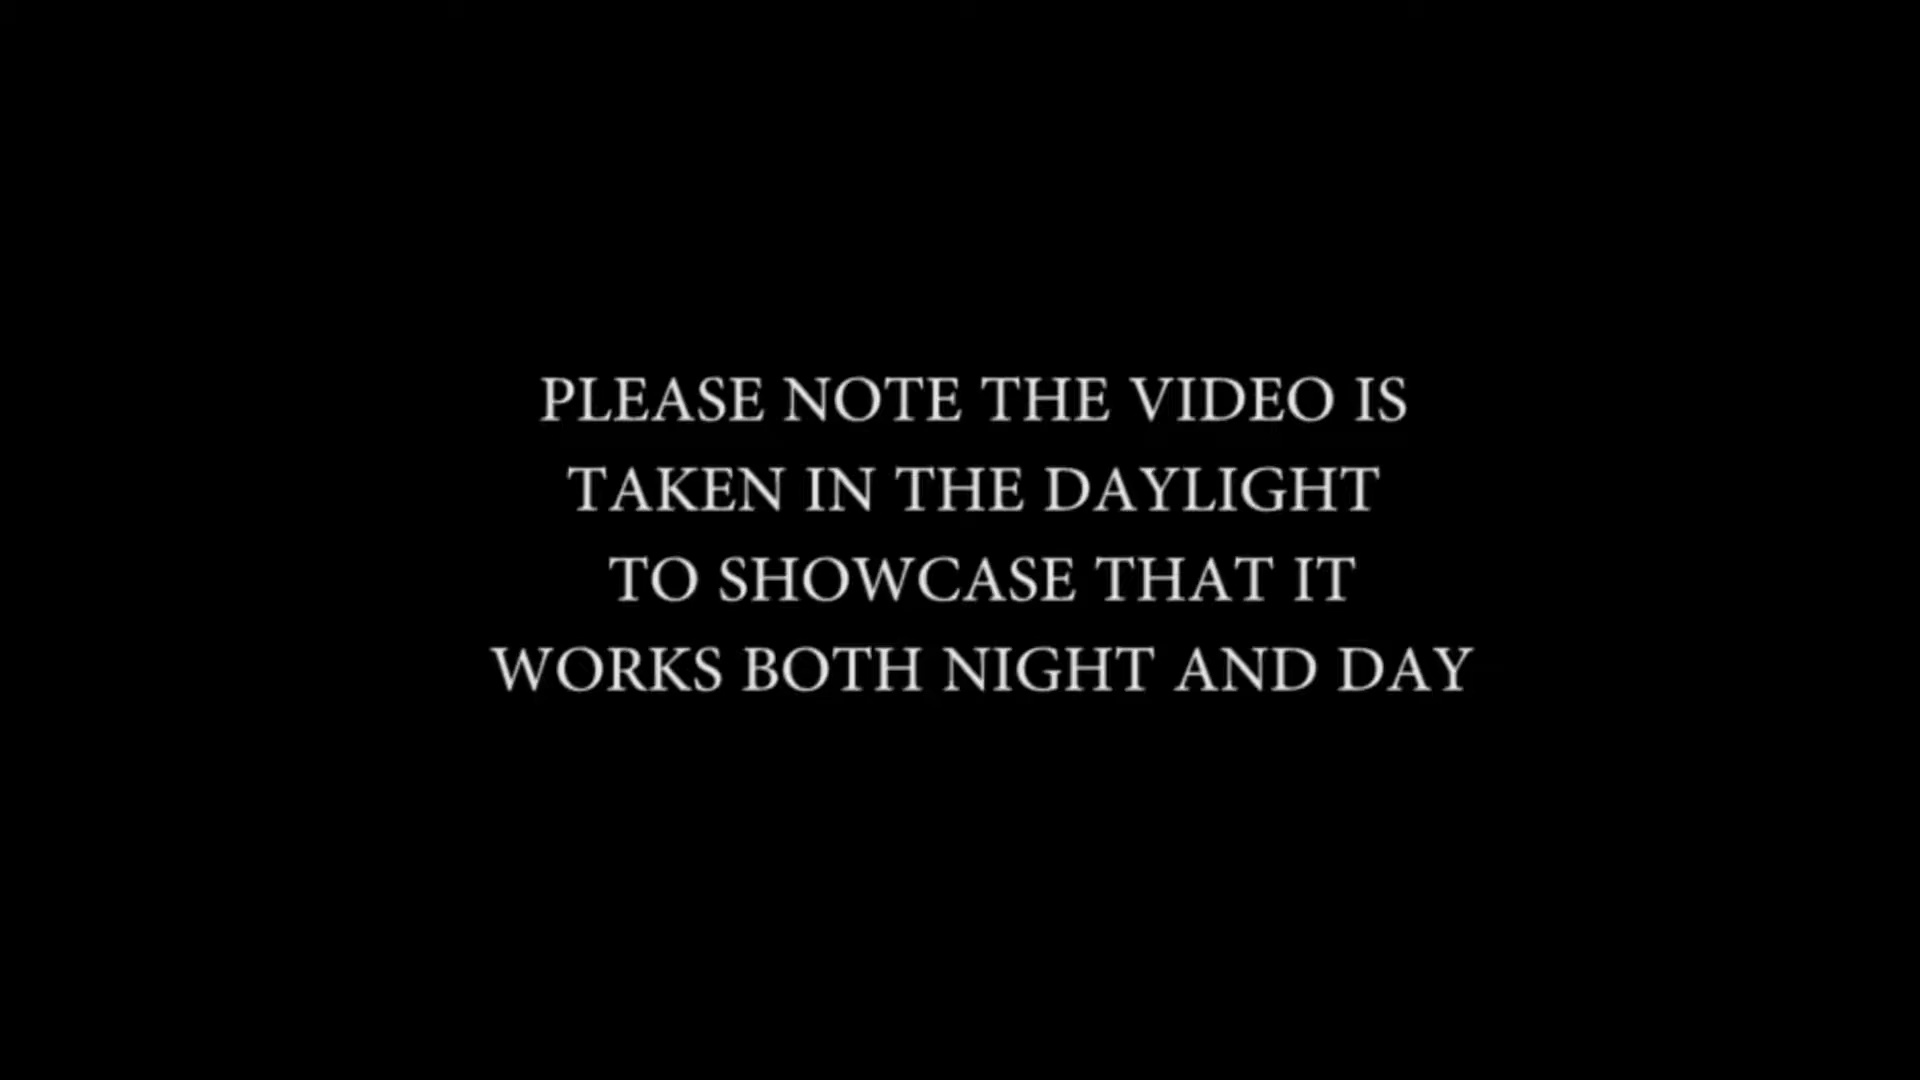 PLEASE NOTE THE VIDEO IS
TAKEN IN THE DAYLIGHT
TO SHOWCASE THAT IT
WORKS BOTH NIGHT AND DAY